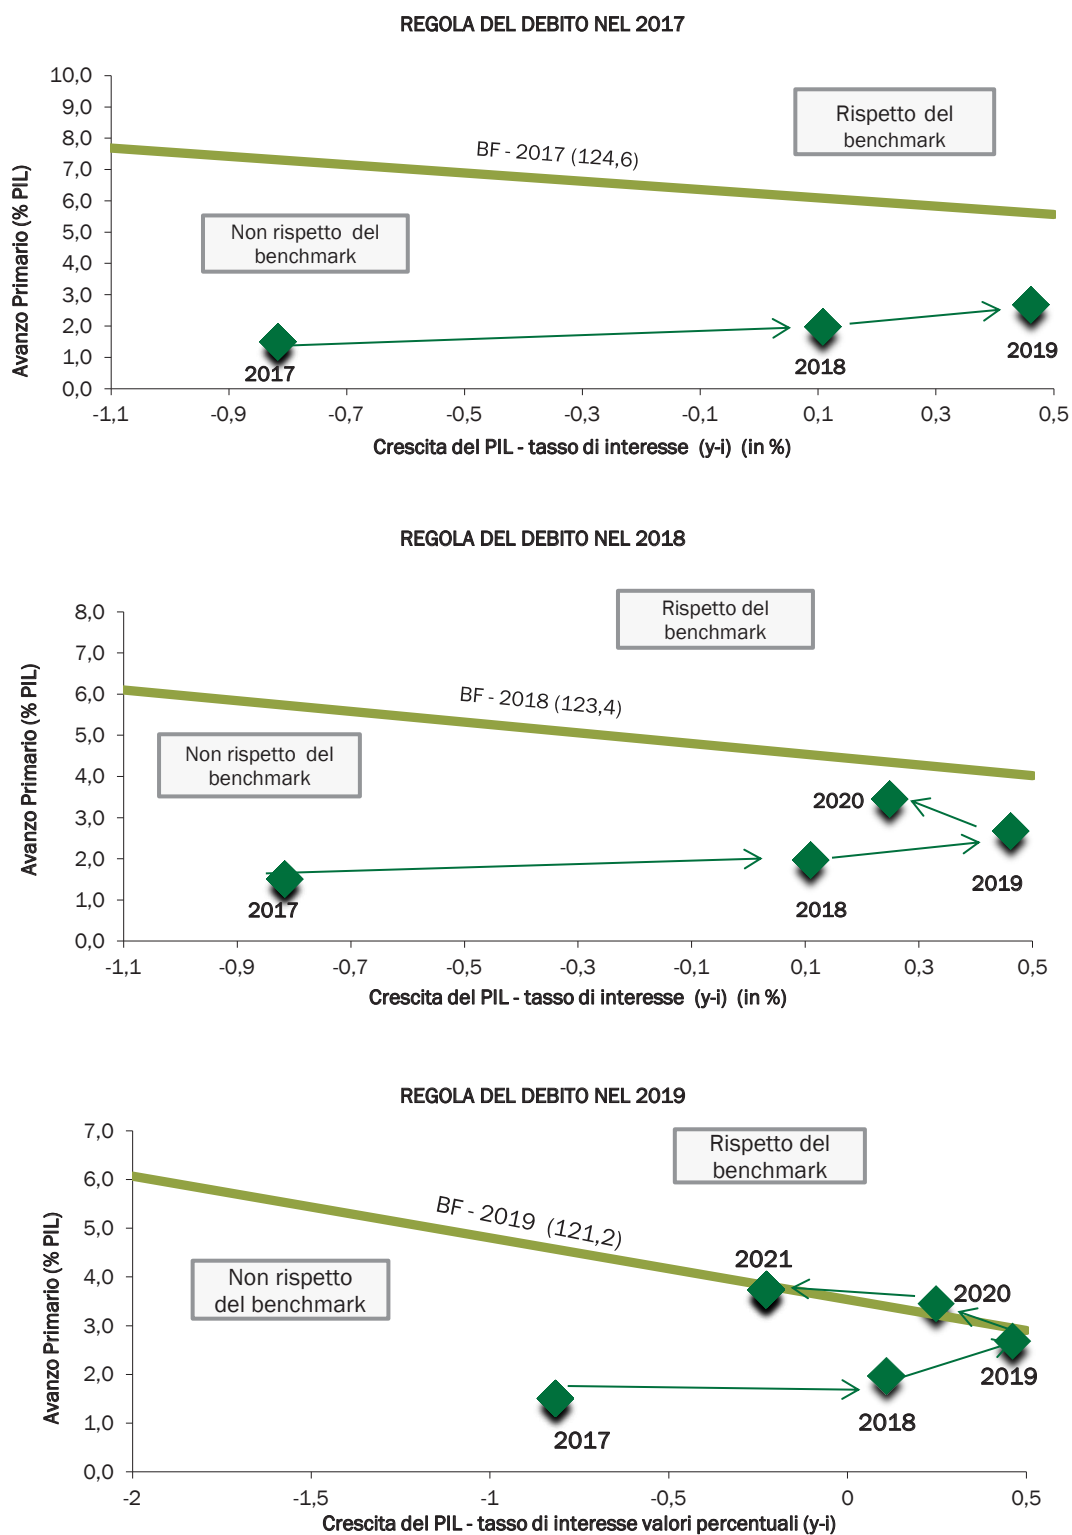 REGOLA DEL DEBITO NEL 2017
10,0
9,0
8,0
7,0
6,0
5,0
4,0
3,0
2,0
1,0
0,0
Avanzo Primario (% PIL)
Rispetto del
benchmark
BF - 2017 (124,6)
Non rispetto del
benchmark
2017
2018
2019
-1,1
-0,9
-0,7
-0,5
-0,3
-0,1
0,1
0,3
0,5
Crescita del PIL - tasso di interesse (y-i) (in %)
REGOLA DEL DEBITO NEL 2018
8,0
7,0
6,0
5,0
4,0
3,0
2,0
1,0
0,0
Avanzo Primario (% PIL)
Rispetto del
benchmark
BF - 2018 (123,4)
Non rispetto del
benchmark
2020
2019
2017
2018
-1,1
-0,9
-0,7
-0,5
-0,3
-0,1
0,1
0,3
0,5
Crescita del PIL - tasso di interesse (y-i) (in %)
REGOLA DEL DEBITO NEL 2019
7,0
6,0
5,0
4,0
3,0
2,0
1,0
0,0
Avanzo Primario (% PIL)
Rispetto del
benchmark
BF - 2019 (121,2)
Non rispetto
del benchmark
2021
2020
2019
2018
2017
-2
-1,5
-1
-0,5
0
0,5
Crescita del PIL - tasso di interesse valori percentuali (y-i)